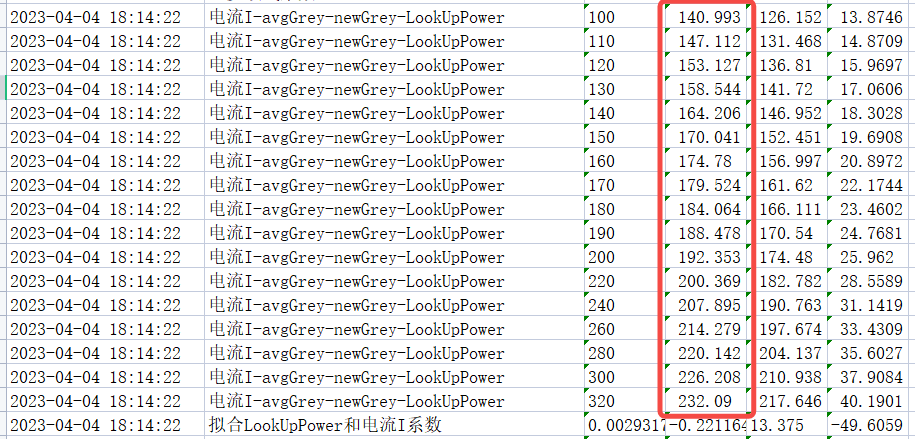 2023-04-04 18:14:22 电流I-avgGrey-newGrey-LookUpPower 100 140.993 126.152 13.8746
2023-04-04 18:14:22 电流I-avgGrey-newGrey-LookUpPower 110 147.112 131.468 14.8709
2023-04-04 18:14:22 电流I-avgGrey-newGrey-LookUpPower 120 153.127 136.81 15.9697
2023-04-04 18:14:22 电流I-avgGrey-newGrey-LookUpPower 130 158.544 141.72 17.0606
2023-04-04 18:14:22 电流I-avgGrey-newGrey-LookUpPower 140 164.206 146.952 18.3028
2023-04-04 18:14:22 电流I-avgGrey-newGrey-LookUpPower 150 170.041 152.451 19.6908
2023-04-04 18:14:22 电流I-avgGrey-newGrey-LookUpPower 160 174.78 156.997 20.8972
2023-04-04 18:14:22 电流I-avgGrey-newGrey-LookUpPower 170 179.524 161.62 22.1744
2023-04-04 18:14:22 电流I-avgGrey-newGrey-LookUpPower 180 184.064 166.111 23.4602
2023-04-04 18:14:22 电流I-avgGrey-newGrey-LookUpPower 190 188.478 170.54 24.7681
2023-04-04 18:14:22 电流I-avgGrey-newGrey-LookUpPower 200 192.353 174.48 25.962
2023-04-04 18:14:22 电流I-avgGrey-newGrey-LookUpPower 220 200.369 182.782 28.5589
2023-04-04 18:14:22 电流I-avgGrey-newGrey-LookUpPower 240 207.895 190.763 31.1419
2023-04-04 18:14:22 电流I-avgGrey-newGrey-LookUpPower 260 214.279 197.674 33.4309
2023-04-04 18:14:22 电流I-avgGrey-newGrey-LookUpPower 280 220.142 204.137 35.6027
2023-04-04 18:14:22 电流I-avgGrey-newGrey-LookUpPower 300 226.208 210.938 37.9084
2023-04-04 18:14:22 电流I-avgGrey-newGrey-LookUpPower 320 232.09 217.646 40.1901
2023-04-04 18:14:22 拟合LookUpPower和电流I系数 0.0029317 -0.22116 13.375 -49.6059